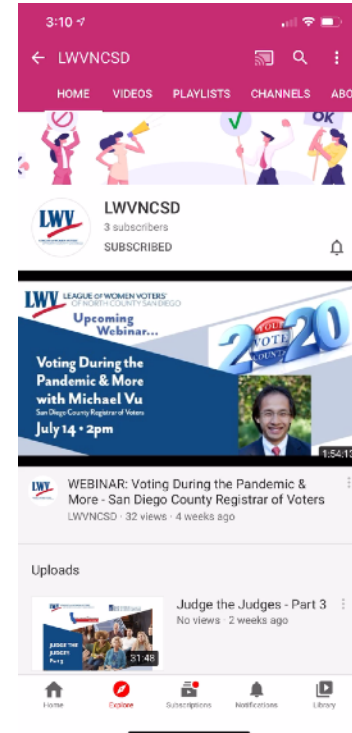 3:10
LWVNCSD
HOME VIDEOS PLAYLISTS CHANNELS ABO
OK
LWV
LWVNCSD
3 subscribers
SUBSCRIBED
LWV LEAGUE OF WOMEN VOTERS
OF NORTH COUNTY SAN DIEGO
Upcoming
Webinar...
2020
YOUR
VOTE
COUNTS
Voting During the
Pandemic & More
with Michael Vu
San Diego County Registrar of Voters
July 14 • 2pm
1:54:13
LWV
WEBINAR: Voting During the Pandemic &
More - San Diego County Registrar of Voters
LWVNCSD · 32 views · 4 weeks ago
Uploads
JUDGE THE
JUDGES
Part 3
31:48
Judge the Judges - Part 3
No views · 2 weeks ago
Home Explore Subscriptions Notifications Library